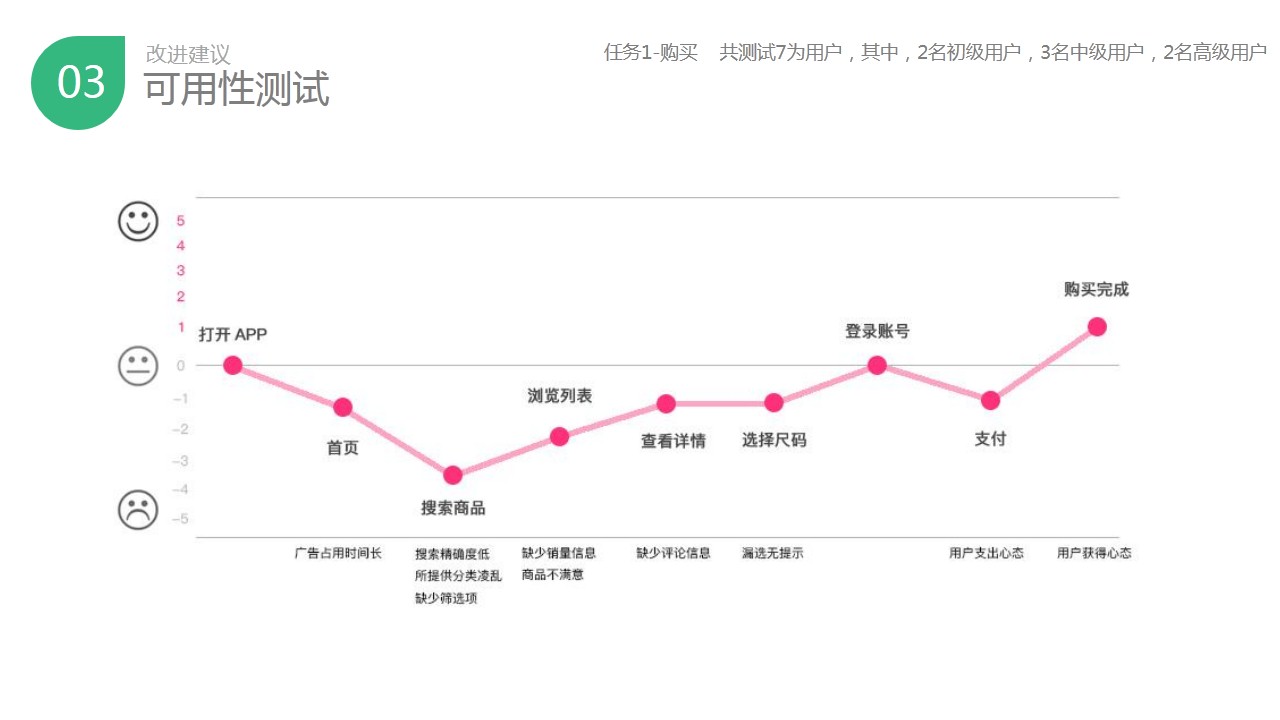 03
改进建议
可用性测试
任务1-购买 共测试7为用户，其中，2名初级用户，3名中级用户，2名高级用户
5
4
3
2
1
0
-1
-2
-3
-4
-5
打开 APP
首页
搜索商品
浏览列表
查看详情
选择尺码
登录账号
支付
购买完成
广告占用时间长
搜索精确度低
所提供分类凌乱
缺少筛选项
缺少销量信息
商品不满意
缺少评论信息
漏选无提示
用户支出心态
用户获得心态